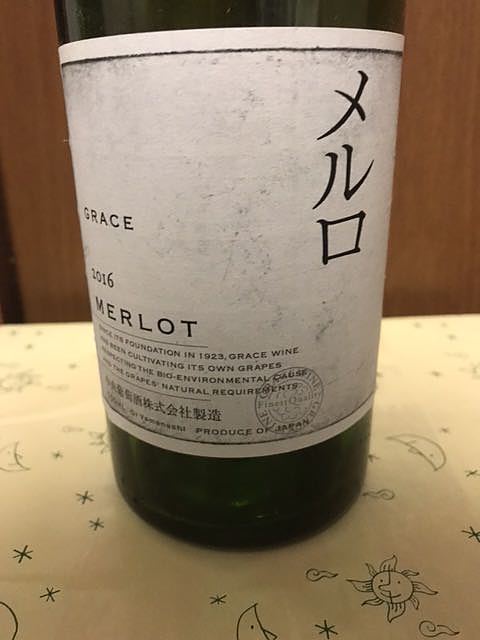 メルロ
GRACE
2016
MERLOT
SINCE ITS FOUNDATION IN 1923, GRACE WINE
HAS BEEN CULTIVATING ITS OWN GRAPES
RESPECTING THE BIO-ENVIRONMENTAL CAUSE
AND THE GRAPES' NATURAL REQUIREMENTS
中央葡萄酒株式会社製造
GI Yamanashi PRODUCE OF JAPAN
Finest Quality